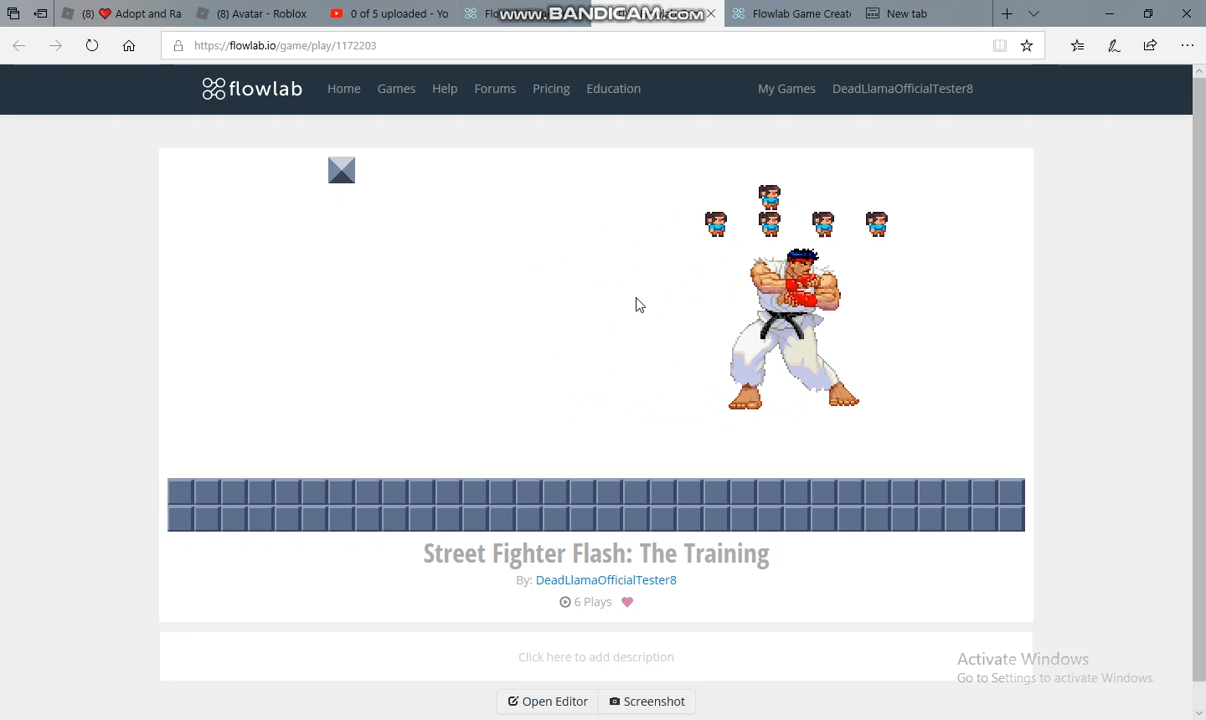 (8) ❤ Adopt and Ra
(8) Avatar - Roblox
0 of 5 uploaded - Yo
www.BANDICAM.com
Flowlab Game Create
New tab
https://flowlab.io/game/play/1172203
flowlab
Home
Games
Help
Forums
Pricing
Education
My Games
DeadLlamaOfficialTester8
Street Fighter Flash: The Training
By: DeadLlamaOfficialTester8
6 Plays
Click here to add description
Activate Windows
Go to Settings to activate Windows.
Open Editor
Screenshot